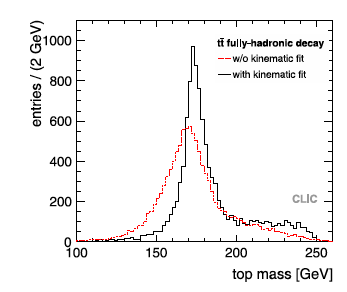 entries / (2 GeV)
1000
800
600
400
200
0
tt̄ fully-hadronic decay
w/o kinematic fit
with kinematic fit
CLIC
100 150 200 250
top mass [GeV]